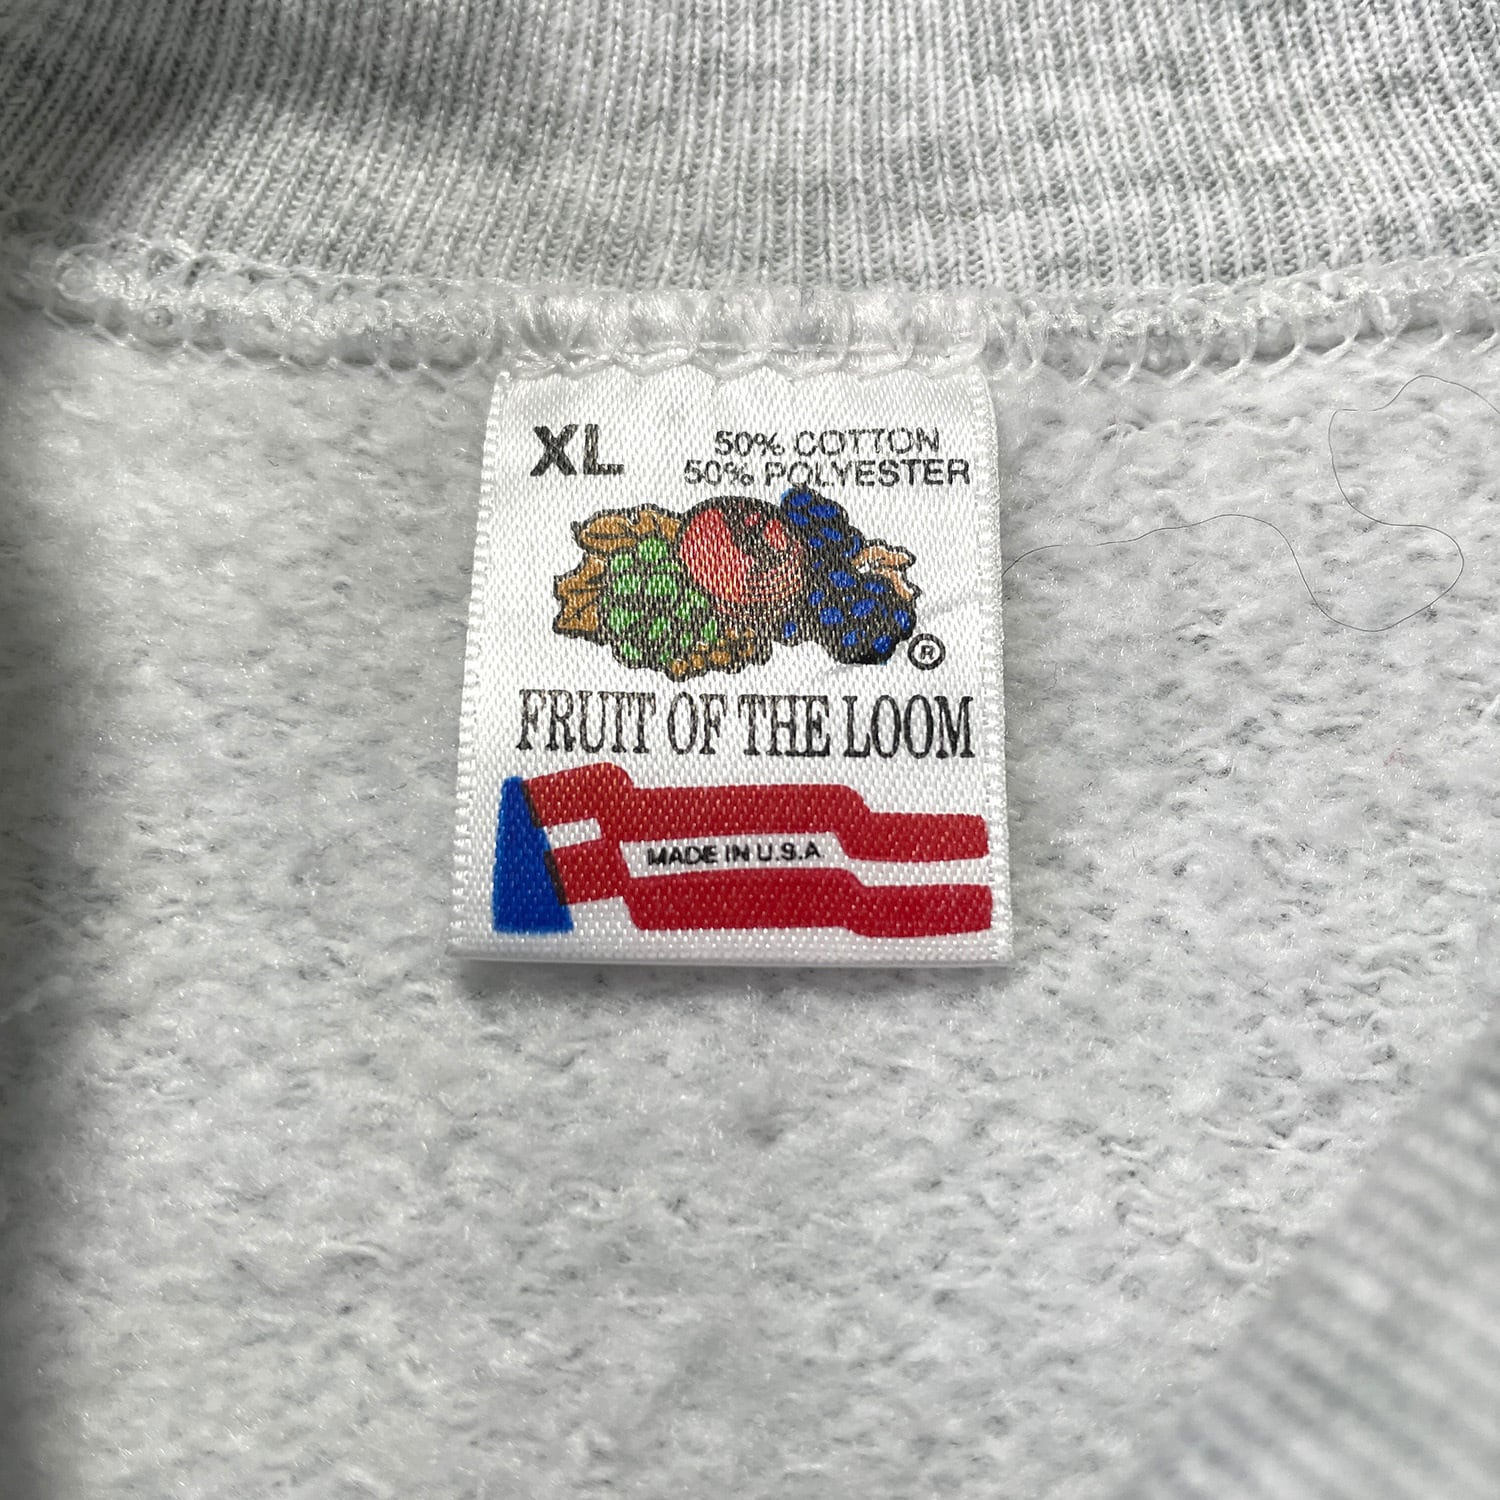 XL
50% COTTON
50% POLYESTER
®
FRUIT OF THE LOOM
MADE IN U.S.A